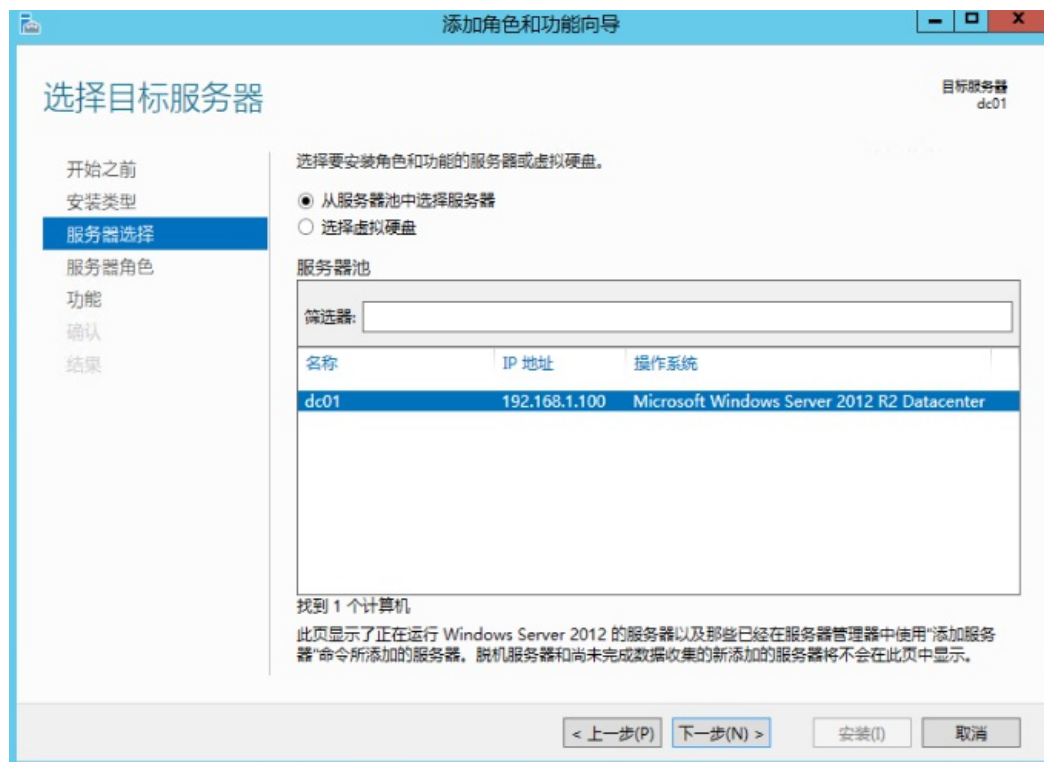 添加角色和功能向导
选择目标服务器
目标服务器
dc01
开始之前
安装类型
服务器选择
服务器角色
功能
确认
结果
选择要安装角色和功能的服务器或虚拟硬盘。
从服务器池中选择服务器
选择虚拟硬盘
服务器池
筛选器:
名称 IP 地址 操作系统
dc01 192.168.1.100 Microsoft Windows Server 2012 R2 Datacenter
找到 1 个计算机
此页显示了正在运行 Windows Server 2012 的服务器以及那些已经在服务器管理器中使用"添加服务
器"命令所添加的服务器。脱机服务器和尚未完成数据收集的新添加的服务器将不会在此页中显示。
< 上一步(P) 下一步(N) > 安装(I) 取消